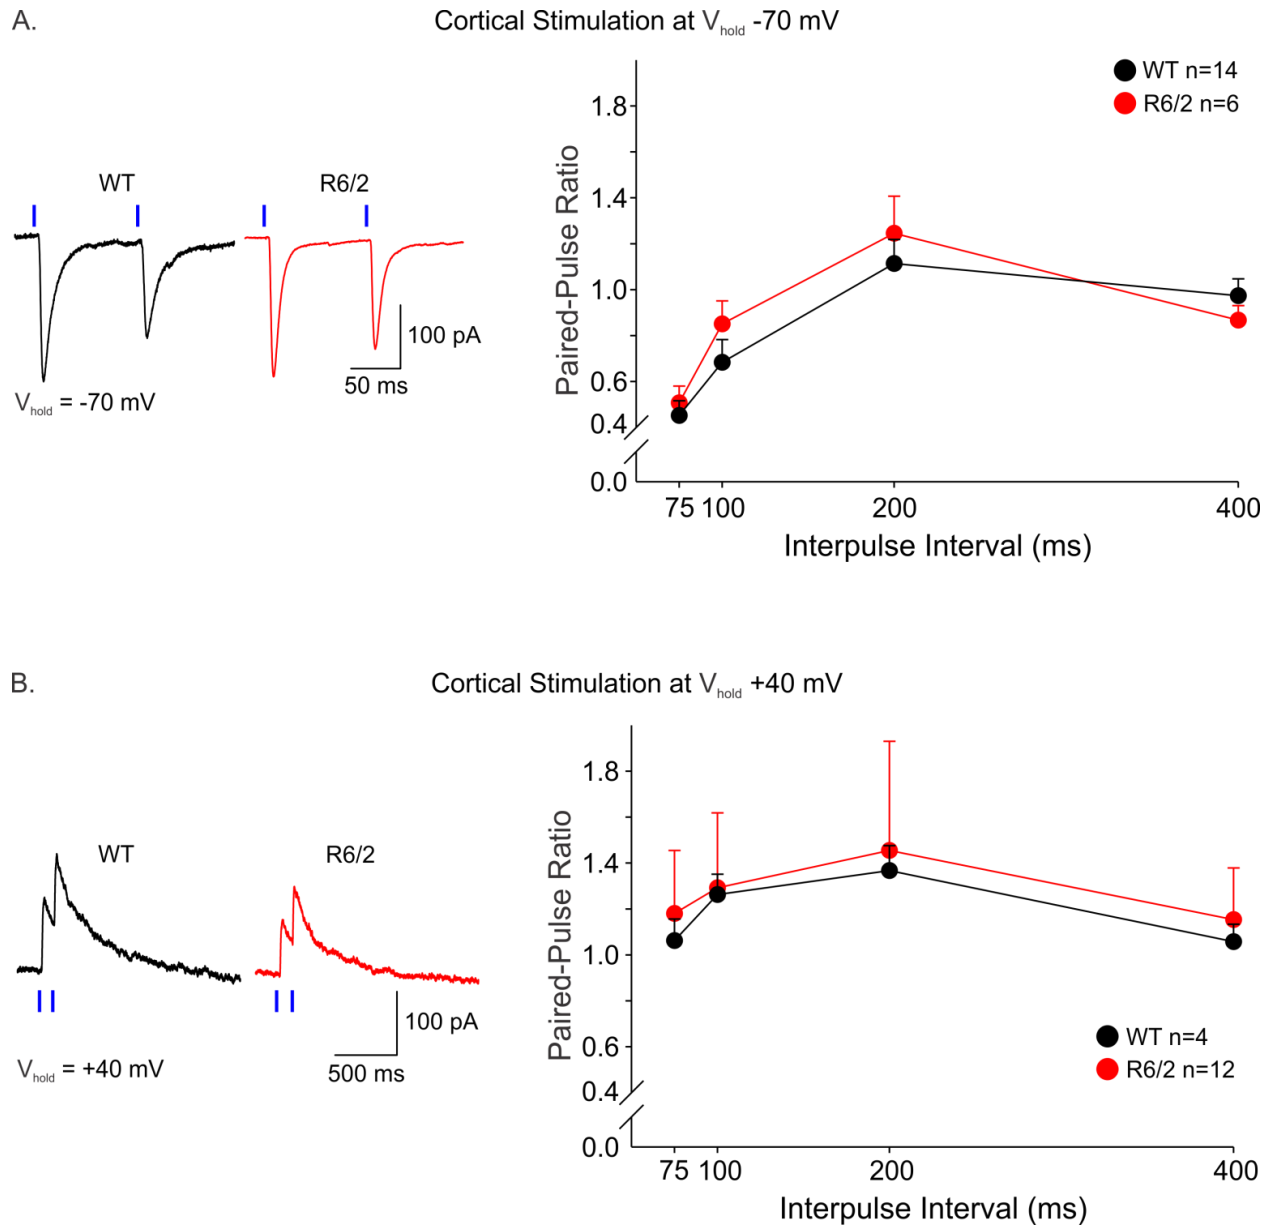 A.
Cortical Stimulation at Vhold -70 mV
WT
R6/2
100 pA
50 ms
Vhold = -70 mV
Paired-Pulse Ratio
1.8
1.4
1.0
0.6
0.4
0.0
75
100
200
400
Interpulse Interval (ms)
WT n=14
R6/2 n=6
B.
Cortical Stimulation at Vhold +40 mV
WT
R6/2
100 pA
500 ms
Vhold = +40 mV
Paired-Pulse Ratio
1.8
1.4
1.0
0.6
0.4
0.0
75
100
200
400
Interpulse Interval (ms)
WT n=4
R6/2 n=12